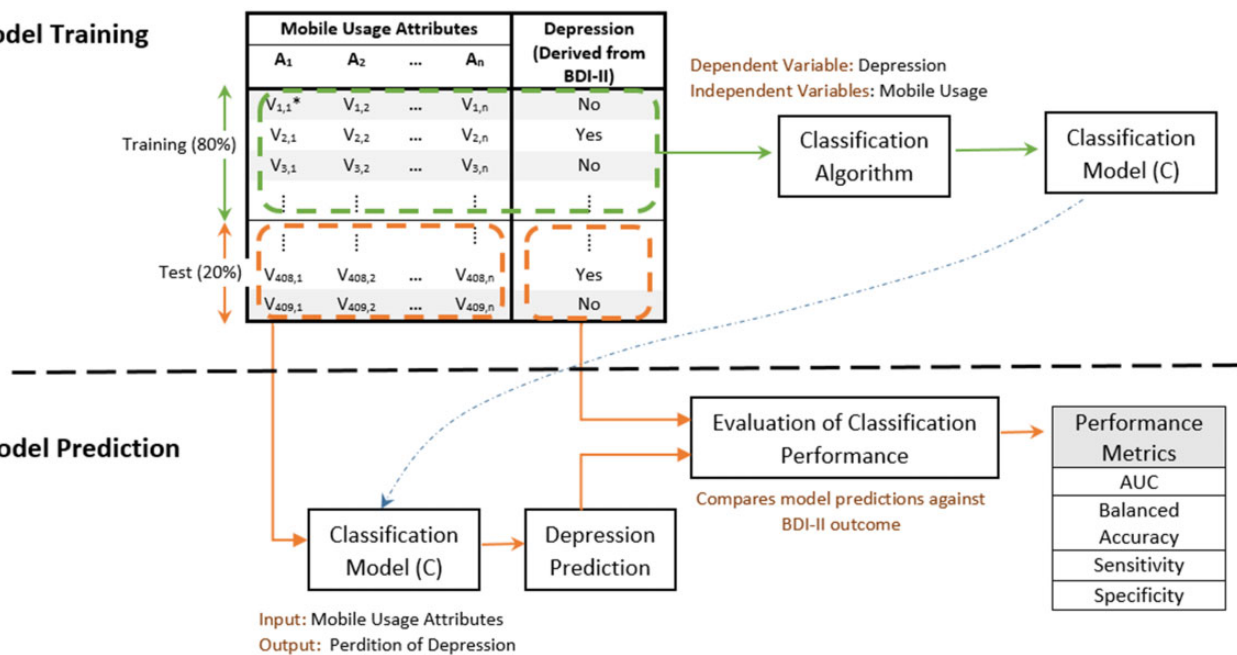 odel Training
Mobile Usage Attributes
Depression
(Derived from
BDI-II)
A1 A2 ... An
Training (80%)
V1,1* V1,2 ... V1,n No
V2,1 V2,2 ... V2,n Yes
V3,1 V3,2 ... V3,n No
Test (20%)
V408,1 V408,2 ... V408,n Yes
V409,1 V409,2 ... V409,n No
Dependent Variable: Depression
Independent Variables: Mobile Usage
Classification
Algorithm
Classification
Model (C)
odel Prediction
Classification
Model (C)
Input: Mobile Usage Attributes
Output: Perdition of Depression
Depression
Prediction
Evaluation of Classification
Performance
Compares model predictions against
BDI-II outcome
Performance
Metrics
AUC
Balanced
Accuracy
Sensitivity
Specificity